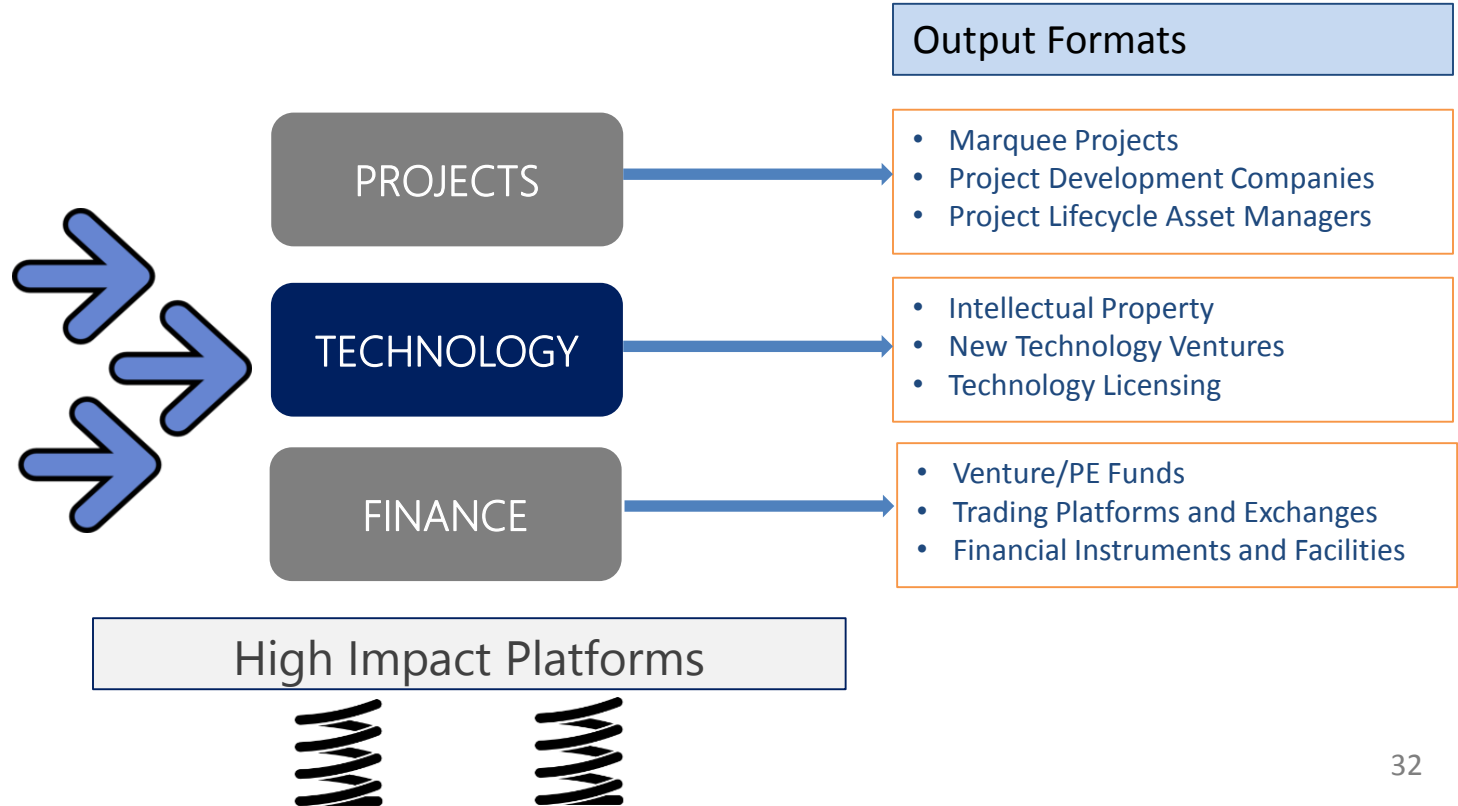 Output Formats
PROJECTS
• Marquee Projects
• Project Development Companies
• Project Lifecycle Asset Managers
TECHNOLOGY
• Intellectual Property
• New Technology Ventures
• Technology Licensing
FINANCE
• Venture/PE Funds
• Trading Platforms and Exchanges
• Financial Instruments and Facilities
High Impact Platforms
32